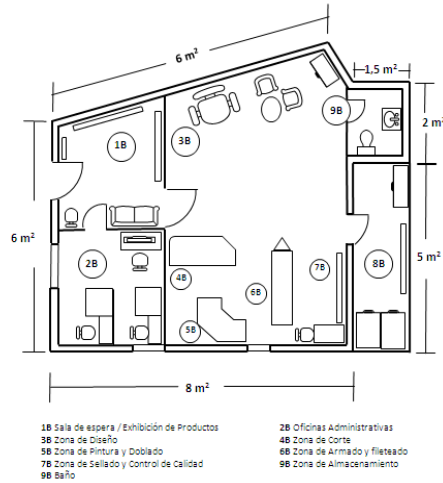 6 m²
1,5 m²
9B
2 m²
1B
3B
6 m²
2B
4B
7B
8B
5 m²
6B
5B
8 m²
1B Sala de espera / Exhibición de Productos
2B Oficinas Administrativas
3B Zona de Diseño
4B Zona de Corte
5B Zona de Pintura y Doblado
6B Zona de Armado y fileteado
7B Zona de Sellado y Control de Calidad
9B Zona de Almacenamiento
9B Baño